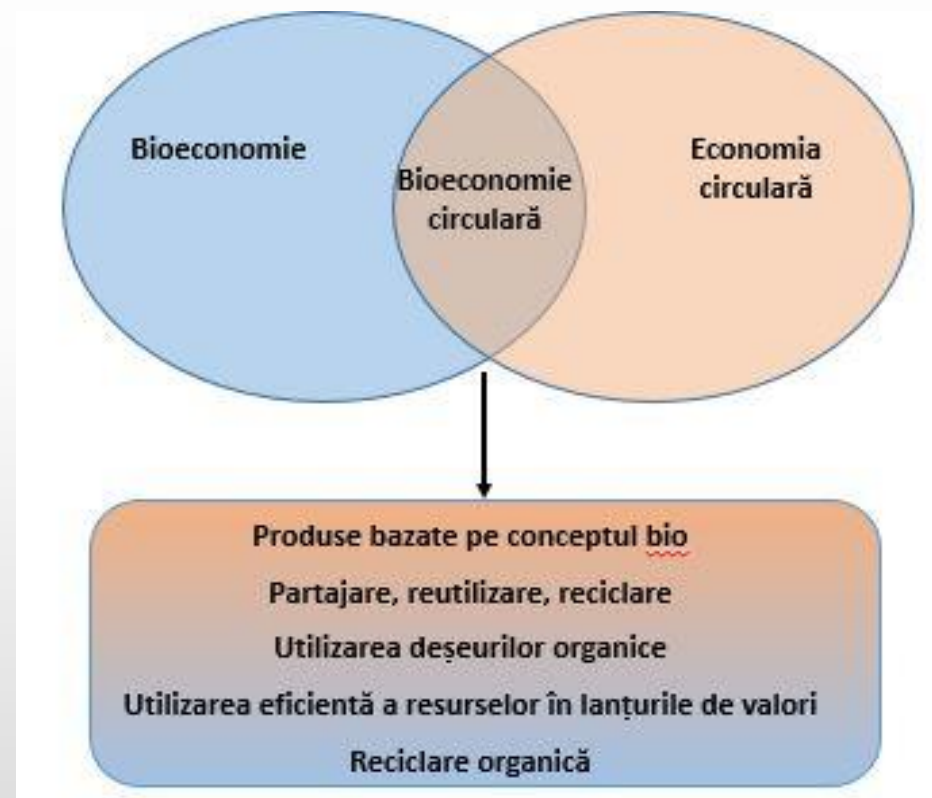 Bioeconomie
Bioeconomie
circulară
Economia
circulară
Produse bazate pe conceptul bio
Partajare, reutilizare, reciclare
Utilizarea deșeurilor organice
Utilizarea eficientă a resurselor în lanțurile de valori
Reciclare organică